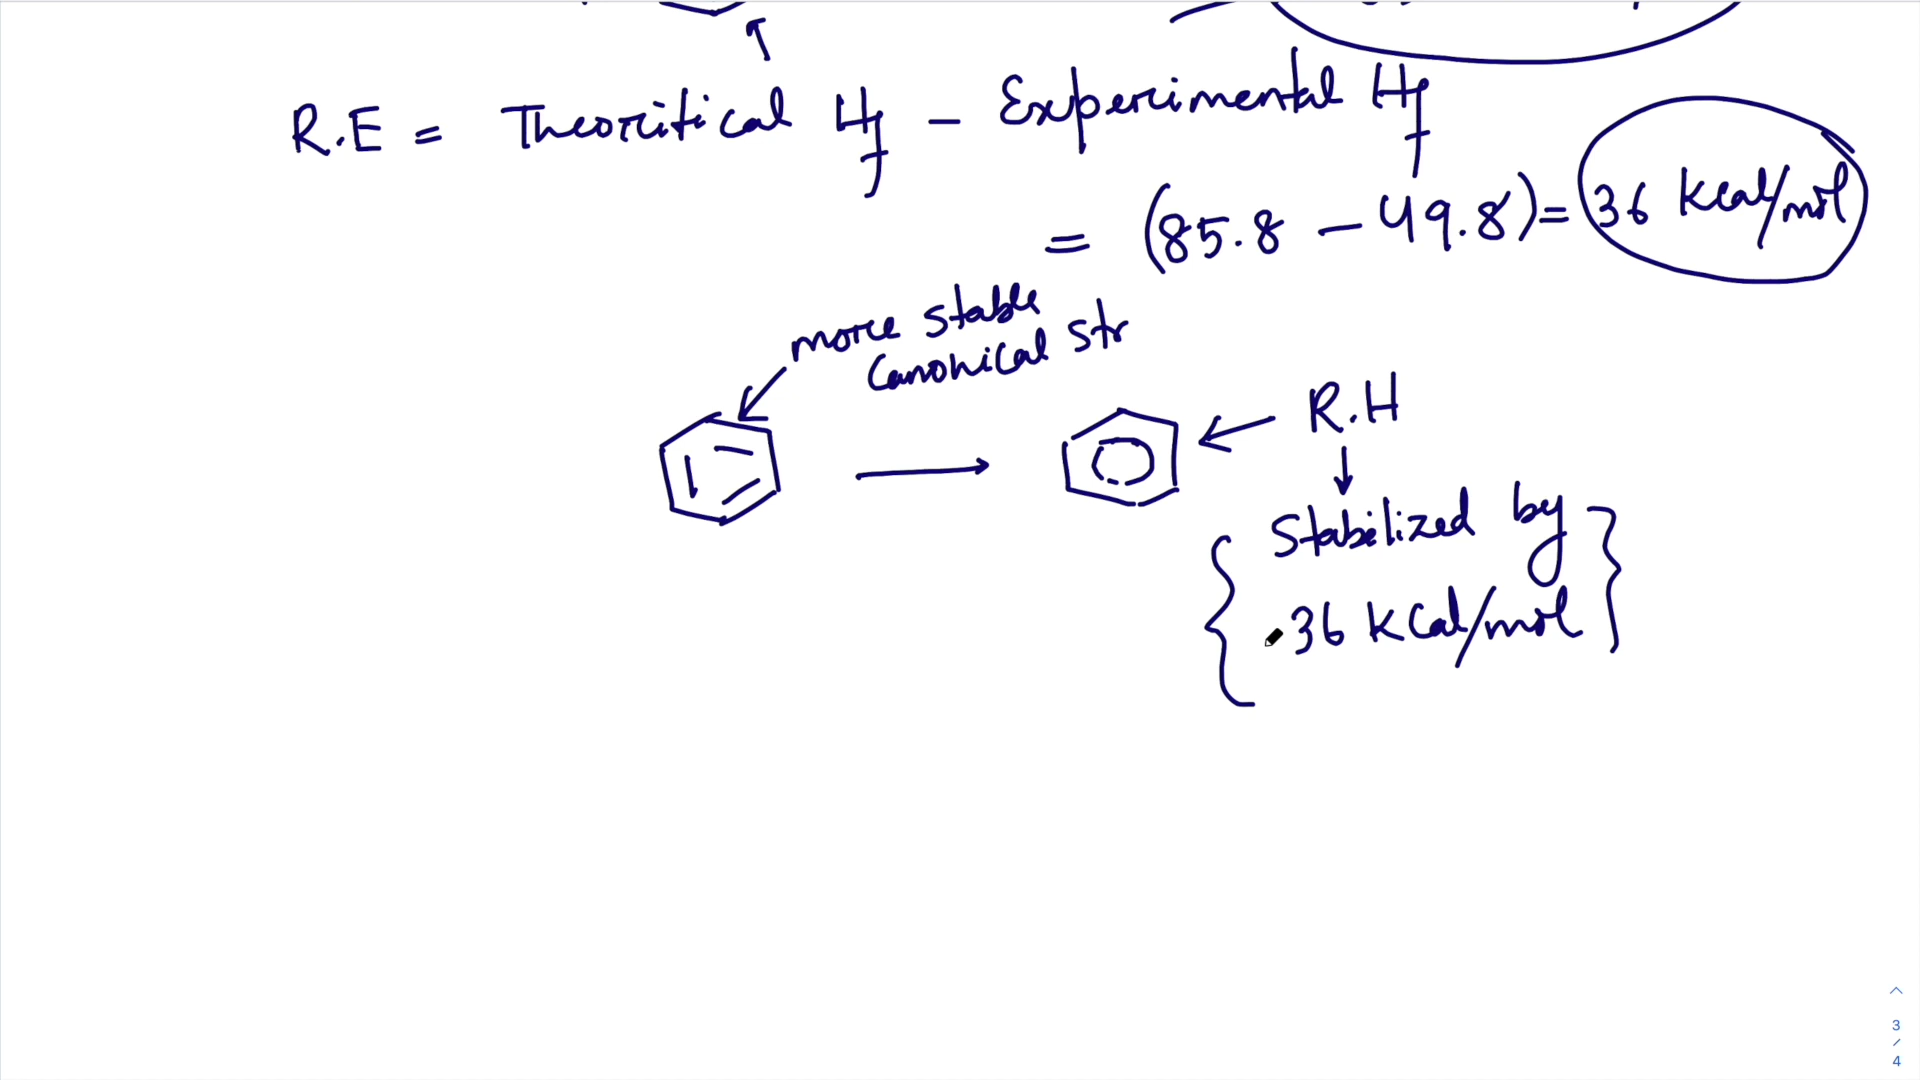 R.E = Theoritical Hf - Experimental Hf
= (85.8 - 49.8) = 36 Kcal/mol
more stable
Canonical str
R.H
Stabilized by
36 KCal/mol
3
/
4